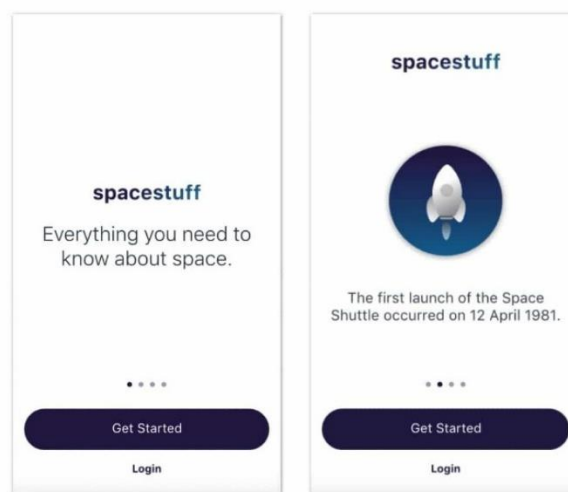 spacestuff
Everything you need to
know about space.
Get Started
Login
spacestuff
The first launch of the Space
Shuttle occurred on 12 April 1981.
Get Started
Login